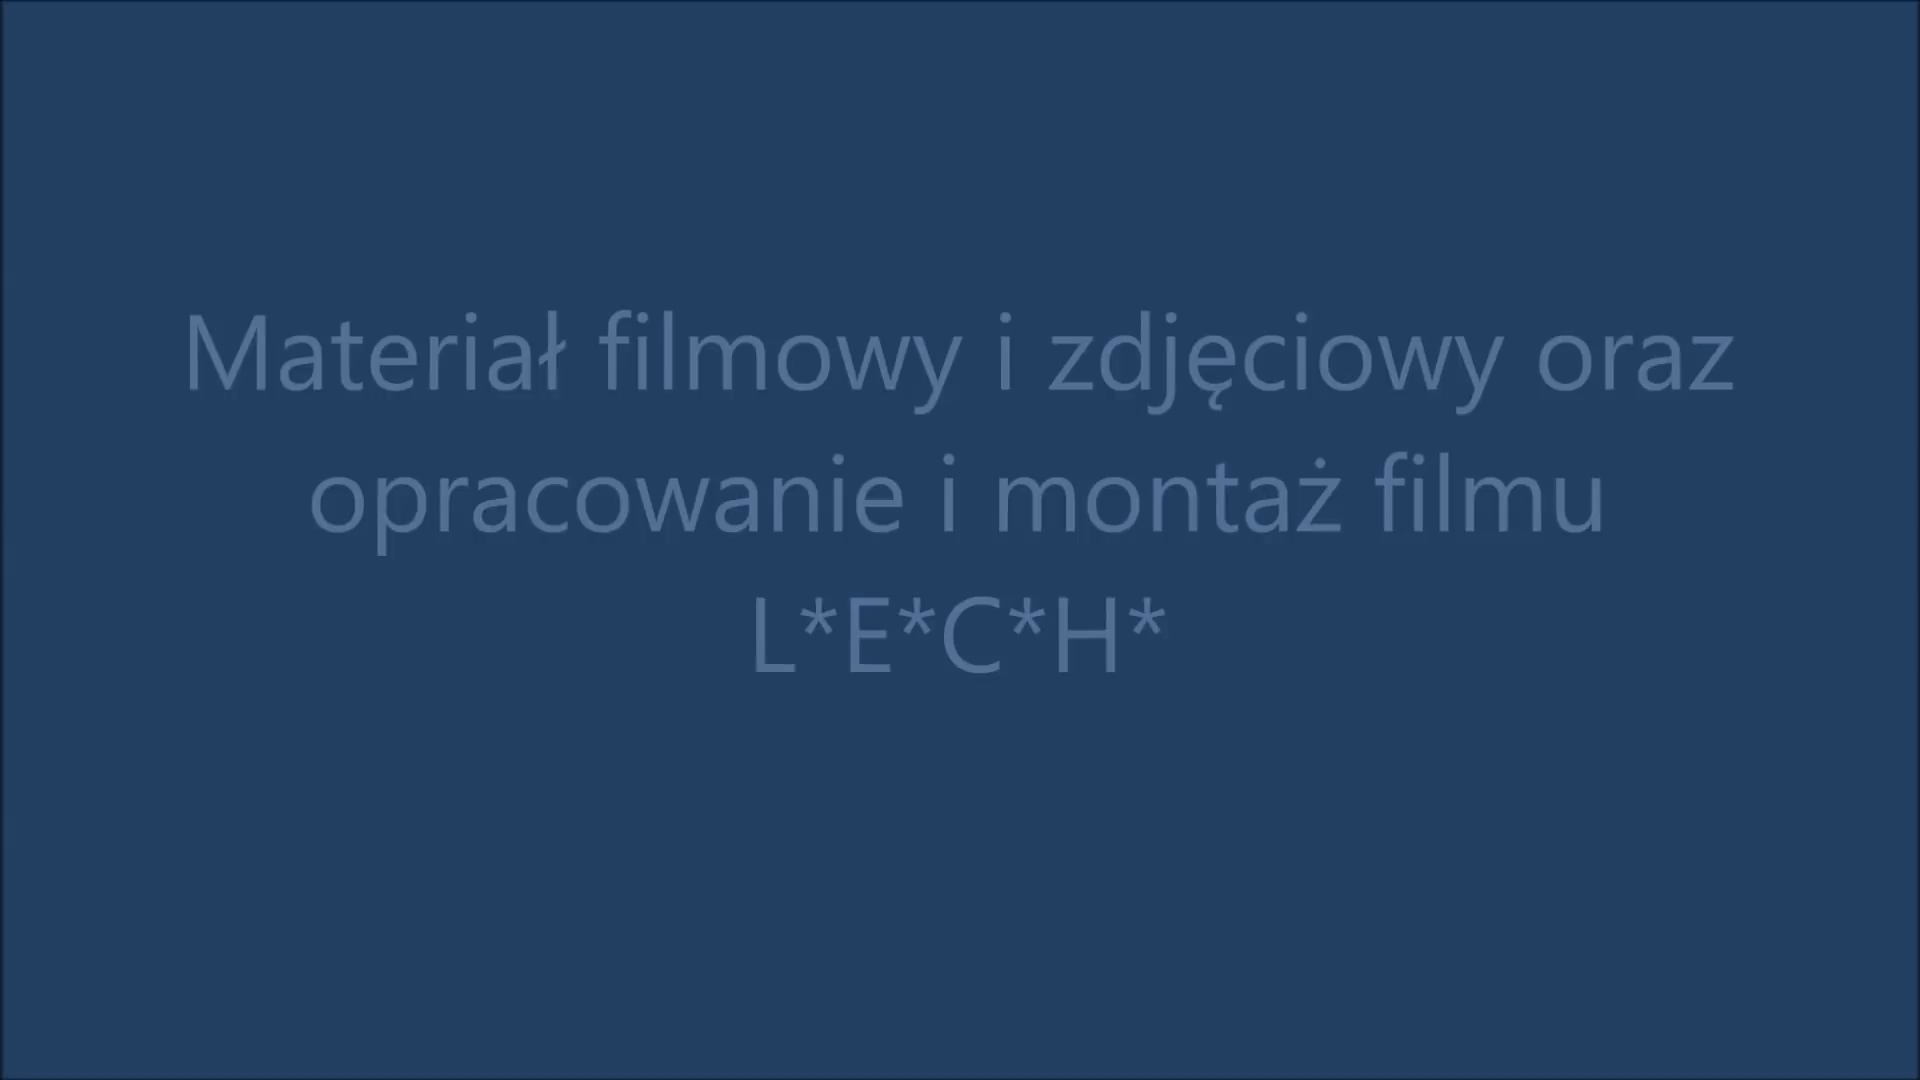 Materiał filmowy i zdjęciowy oraz
opracowanie i montaż filmu
L*E*C*H*